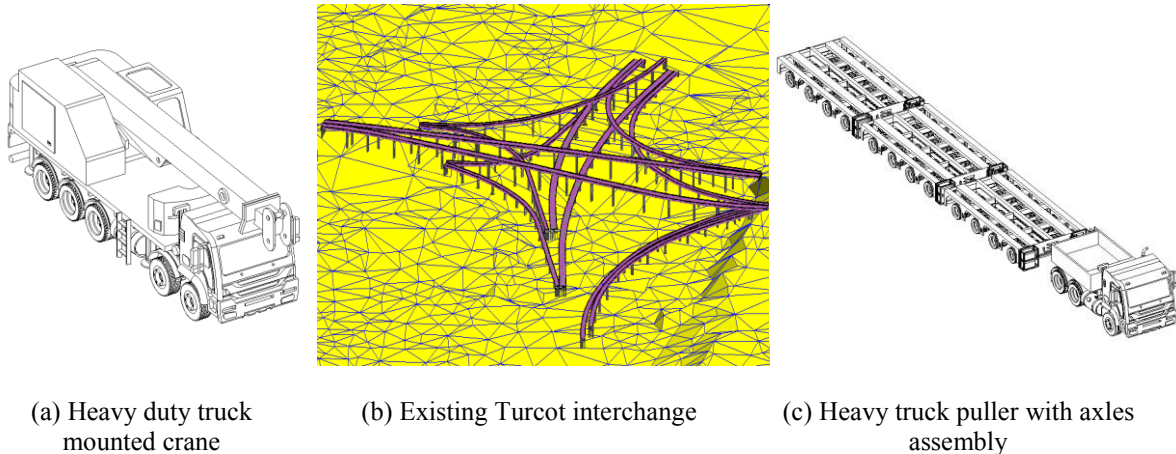 (a) Heavy duty truck
mounted crane
(b) Existing Turcot interchange
(c) Heavy truck puller with axles
assembly